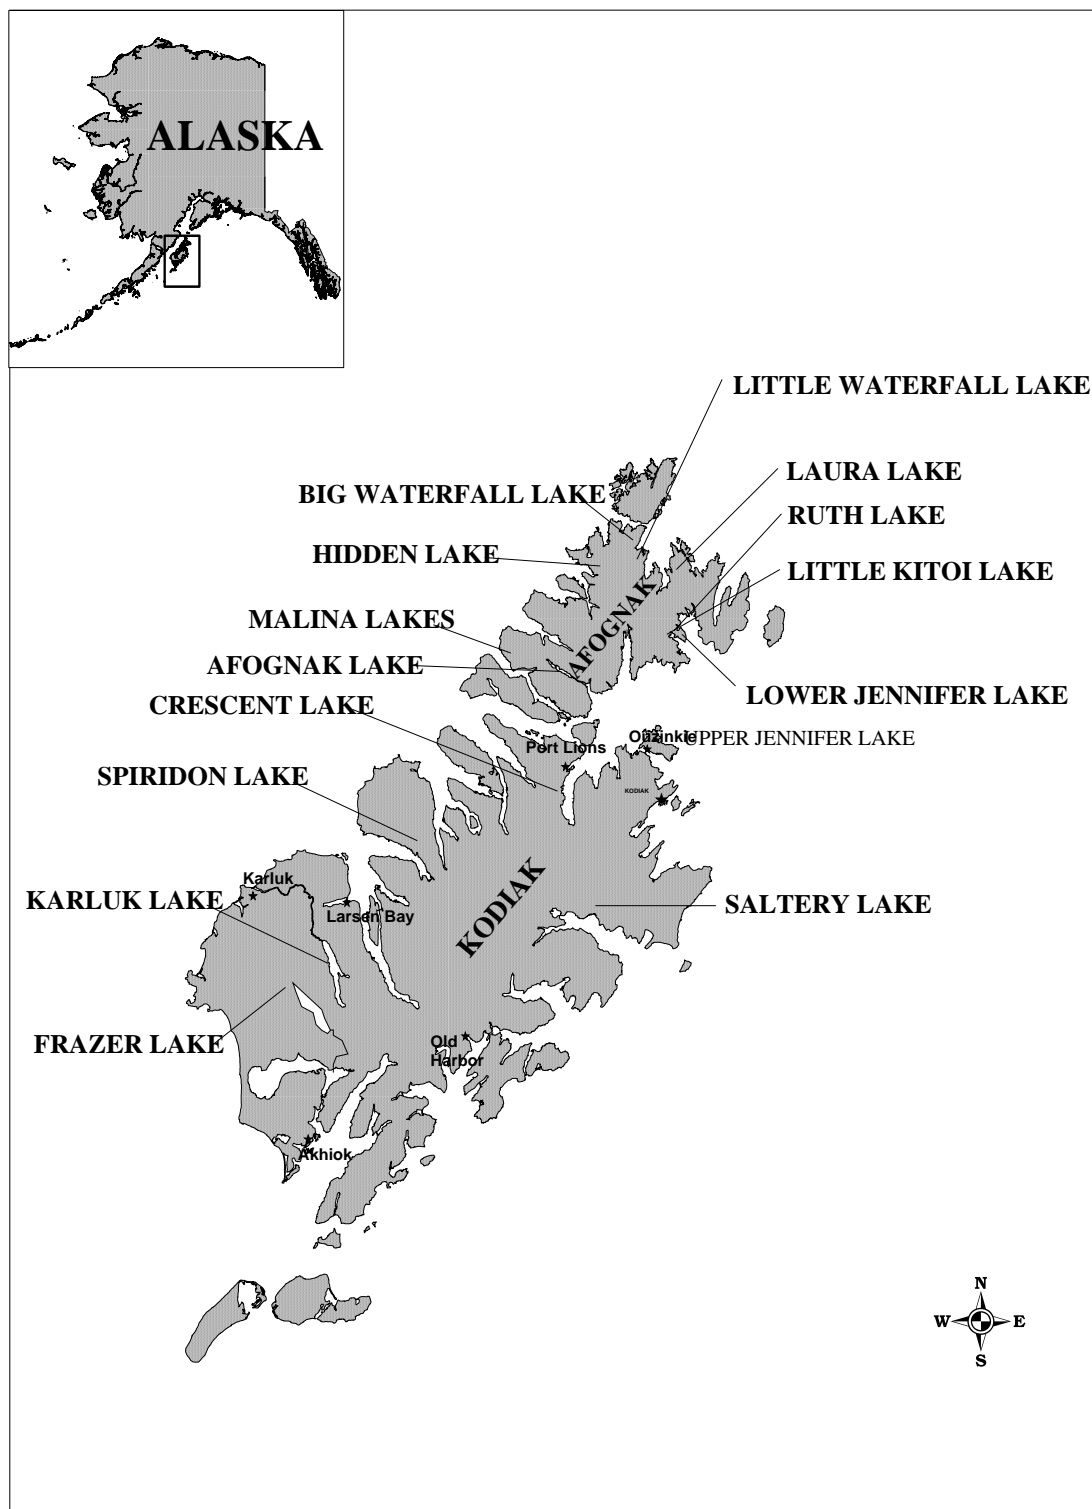 ALASKA
LITTLE WATERFALL LAKE
LAURA LAKE
BIG WATERFALL LAKE
RUTH LAKE
HIDDEN LAKE
LITTLE KITOI LAKE
AFOGNAK
MALINA LAKES
AFOGNAK LAKE
LOWER JENNIFER LAKE
CRESCENT LAKE
Ouzinkie
UPPER JENNIFER LAKE
Port Lions
SPIRIDON LAKE
KODIAK
Karluk
KARLUK LAKE
Larsen Bay
KODIAK
SALTERY LAKE
FRAZER LAKE
Old
Harbor
Akhiok
N
W
E
S